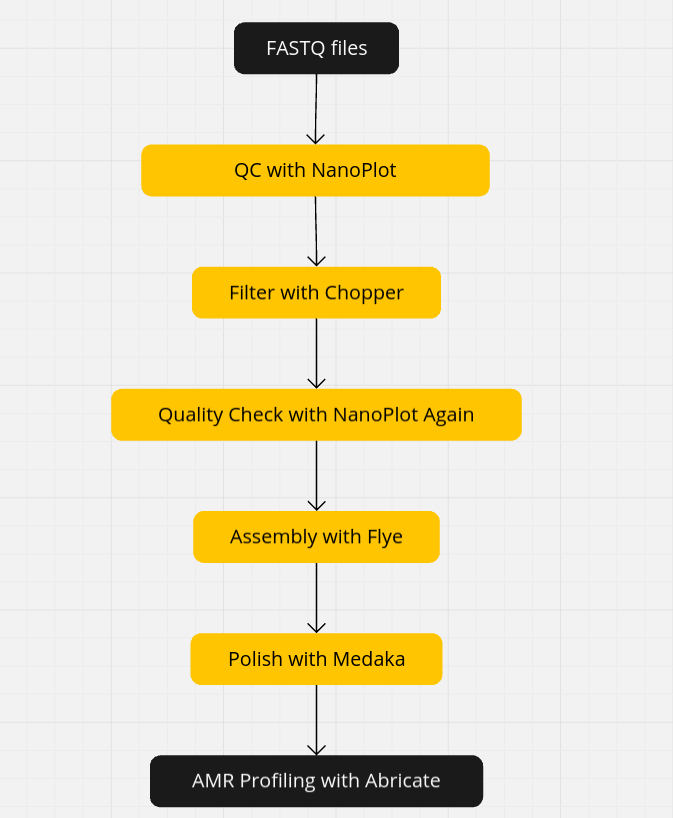 FASTQ files
QC with NanoPlot
Filter with Chopper
Quality Check with NanoPlot Again
Assembly with Flye
Polish with Medaka
AMR Profiling with Abricate